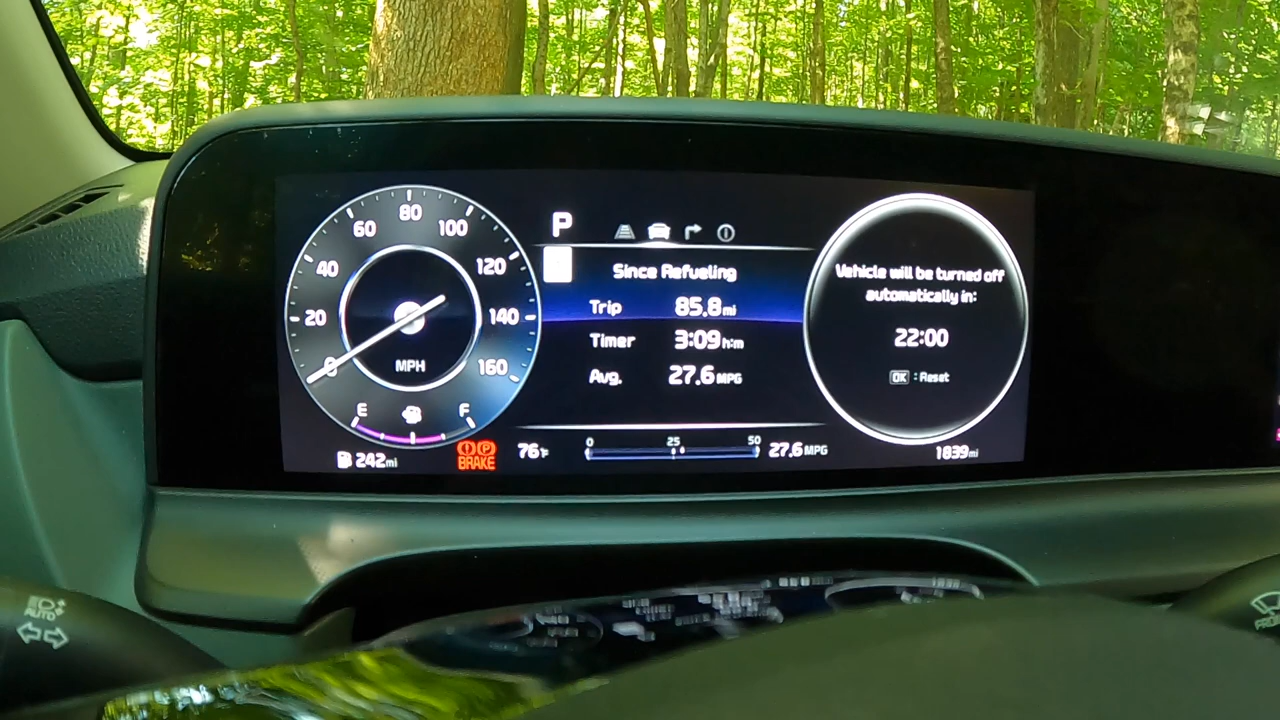 80
60 100
40 120
20 140
0 160
MPH
E F
242mi
BRAKE
P
Since Refueling
Trip 85.8mi
Timer 3:09h:m
Avg. 27.6MPG
76°F
0 25 50
27.6MPG
Vehicle will be turned off
automatically in:
22:00
OK : Reset
1839mi
AUTO